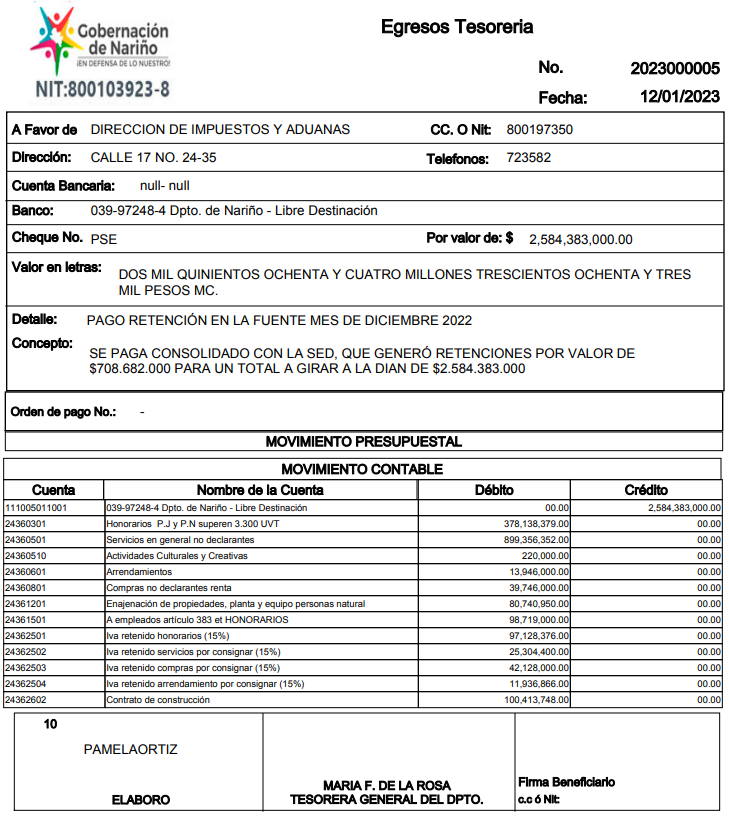 Gobernación
de Nariño
¡EN DEFENSA DE LO NUESTRO!
NIT:800103923-8
Egresos Tesoreria
No. 2023000005
Fecha: 12/01/2023
A Favor de DIRECCION DE IMPUESTOS Y ADUANAS CC. O Nit: 800197350
Dirección: CALLE 17 NO. 24-35 Telefonos: 723582
Cuenta Bancaria: null- null
Banco: 039-97248-4 Dpto. de Nariño - Libre Destinación
Cheque No. PSE Por valor de: $ 2,584,383,000.00
Valor en letras: DOS MIL QUINIENTOS OCHENTA Y CUATRO MILLONES TRESCIENTOS OCHENTA Y TRES
MIL PESOS MC.
Detalle: PAGO RETENCIÓN EN LA FUENTE MES DE DICIEMBRE 2022
Concepto: SE PAGA CONSOLIDADO CON LA SED, QUE GENERÓ RETENCIONES POR VALOR DE
$708.682.000 PARA UN TOTAL A GIRAR A LA DIAN DE $2.584.383.000
Orden de pago No.: -
MOVIMIENTO PRESUPUESTAL
MOVIMIENTO CONTABLE
Cuenta Nombre de la Cuenta Débito Crédito
111005011001 039-97248-4 Dpto. de Nariño - Libre Destinación 00.00 2,584,383,000.00
24360301 Honorarios P.J y P.N superen 3.300 UVT 378,138,379.00 00.00
24360501 Servicios en general no declarantes 899,356,352.00 00.00
24360510 Actividades Culturales y Creativas 220,000.00 00.00
24360601 Arrendamientos 13,946,000.00 00.00
24360801 Compras no declarantes renta 39,746,000.00 00.00
24361201 Enajenación de propiedades, planta y equipo personas natural 80,740,950.00 00.00
24361501 A empleados artículo 383 et HONORARIOS 98,719,000.00 00.00
24362501 Iva retenido honorarios (15%) 97,128,376.00 00.00
24362502 Iva retenido servicios por consignar (15%) 25,304,400.00 00.00
24362503 Iva retenido compras por consignar (15%) 42,128,000.00 00.00
24362504 Iva retenido arrendamiento por consignar (15%) 11,936,866.00 00.00
24362602 Contrato de construcción 100,413,748.00 00.00
10
PAMELAORTIZ
ELABORO
MARIA F. DE LA ROSA
TESORERA GENERAL DEL DPTO.
Firma Beneficiario
c.c ó Nit: